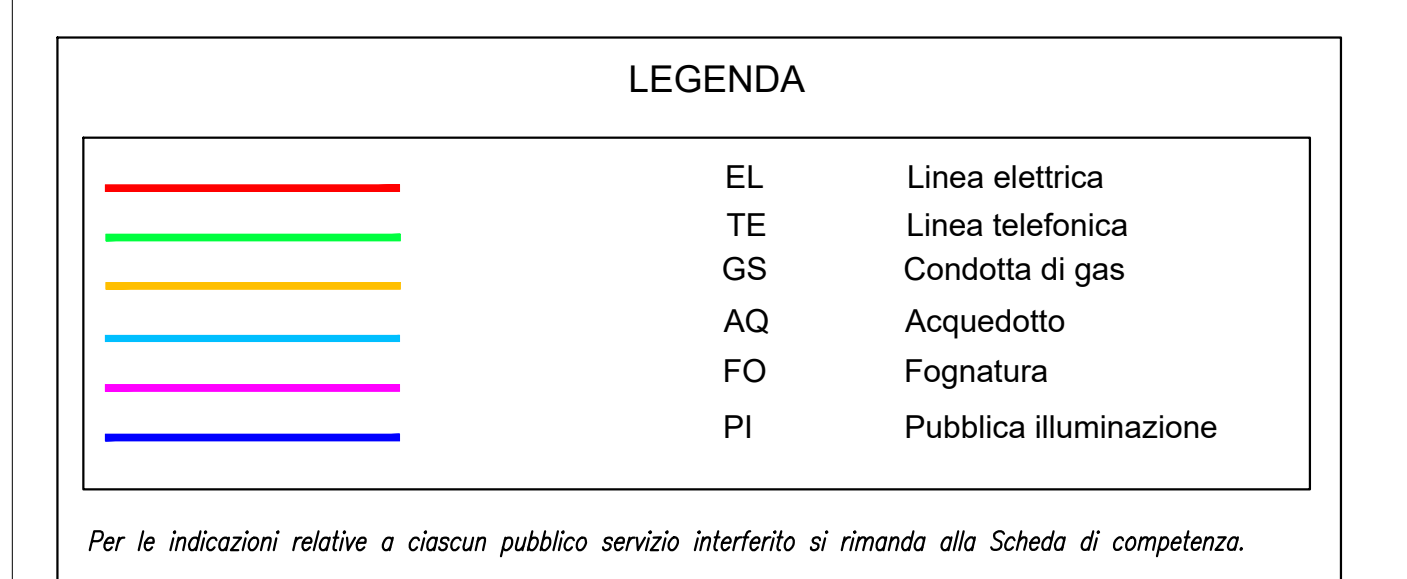 LEGENDA
EL Linea elettrica
TE Linea telefonica
GS Condotta di gas
AQ Acquedotto
FO Fognatura
PI Pubblica illuminazione
Per le indicazioni relative a ciascun pubblico servizio interferito si rimanda alla Scheda di competenza.